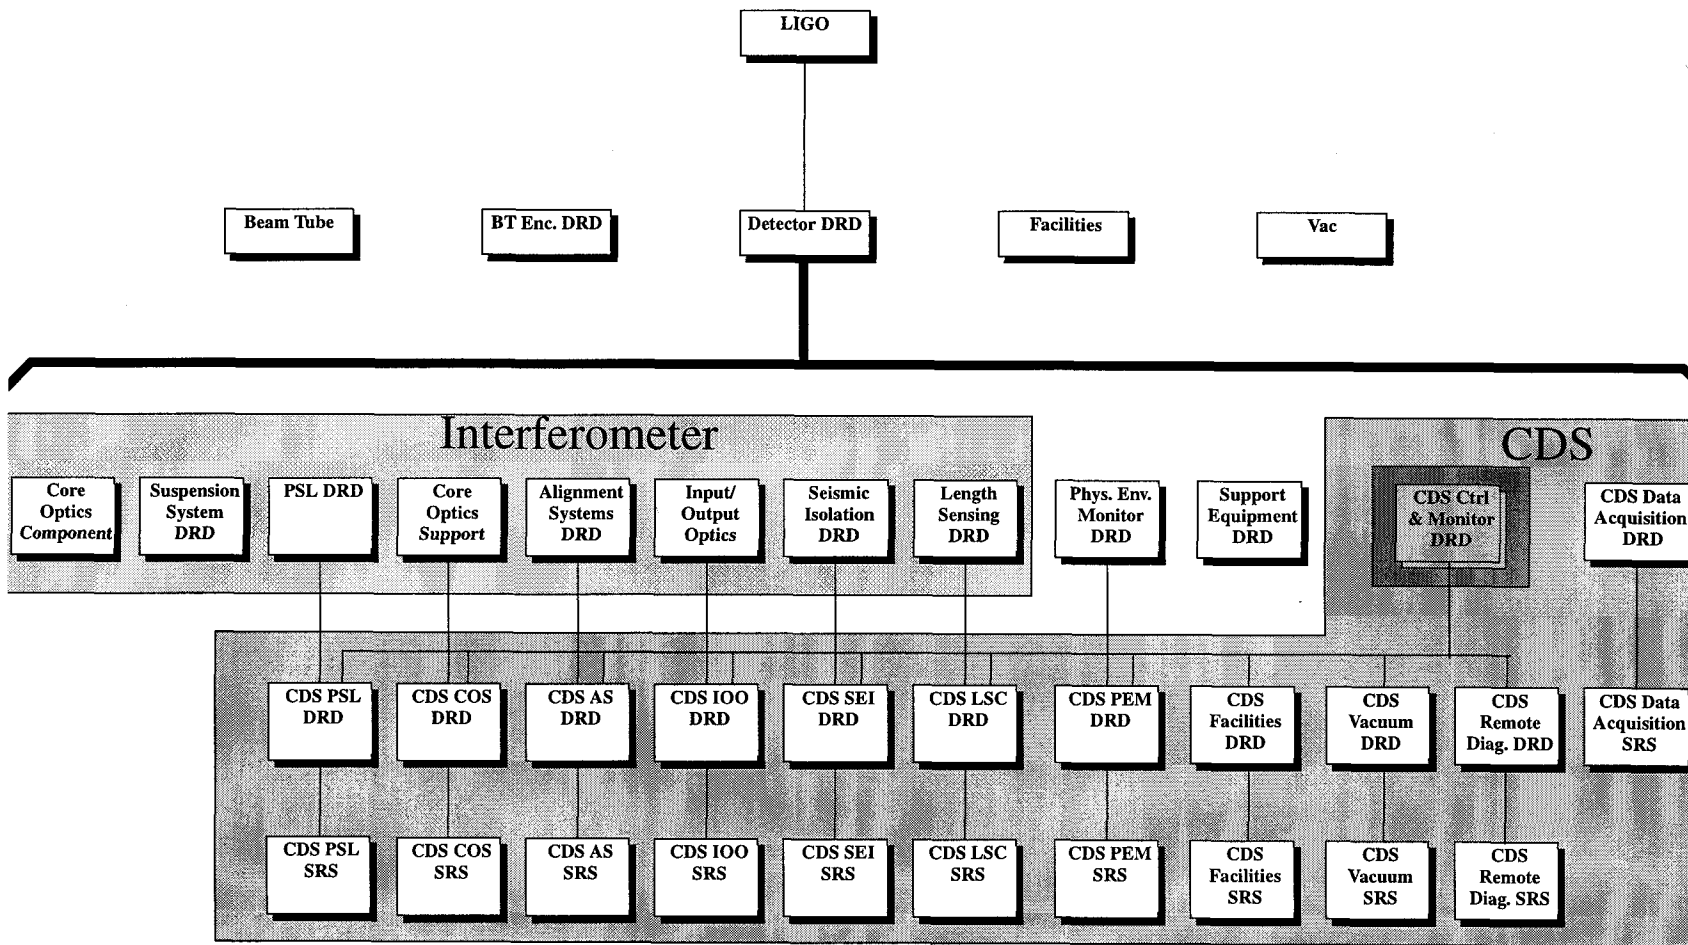 LIGO
Beam Tube
BT Enc. DRD
Detector DRD
Facilities
Vac
Interferometer
CDS
Core
Optics
Component
Suspension
System
DRD
PSL DRD
Core
Optics
Support
Alignment
Systems
DRD
Input/
Output
Optics
Seismic
Isolation
DRD
Length
Sensing
DRD
Phys. Env.
Monitor
DRD
Support
Equipment
DRD
CDS Ctrl
& Monitor
DRD
CDS Data
Acquisition
DRD
CDS PSL
DRD
CDS COS
DRD
CDS AS
DRD
CDS IOO
DRD
CDS SEI
DRD
CDS LSC
DRD
CDS PEM
DRD
CDS
Facilities
DRD
CDS
Vacuum
DRD
CDS
Remote
Diag. DRD
CDS Data
Acquisition
SRS
CDS PSL
SRS
CDS COS
SRS
CDS AS
SRS
CDS IOO
SRS
CDS SEI
SRS
CDS LSC
SRS
CDS PEM
SRS
CDS
Facilities
SRS
CDS
Vacuum
SRS
CDS
Remote
Diag. SRS